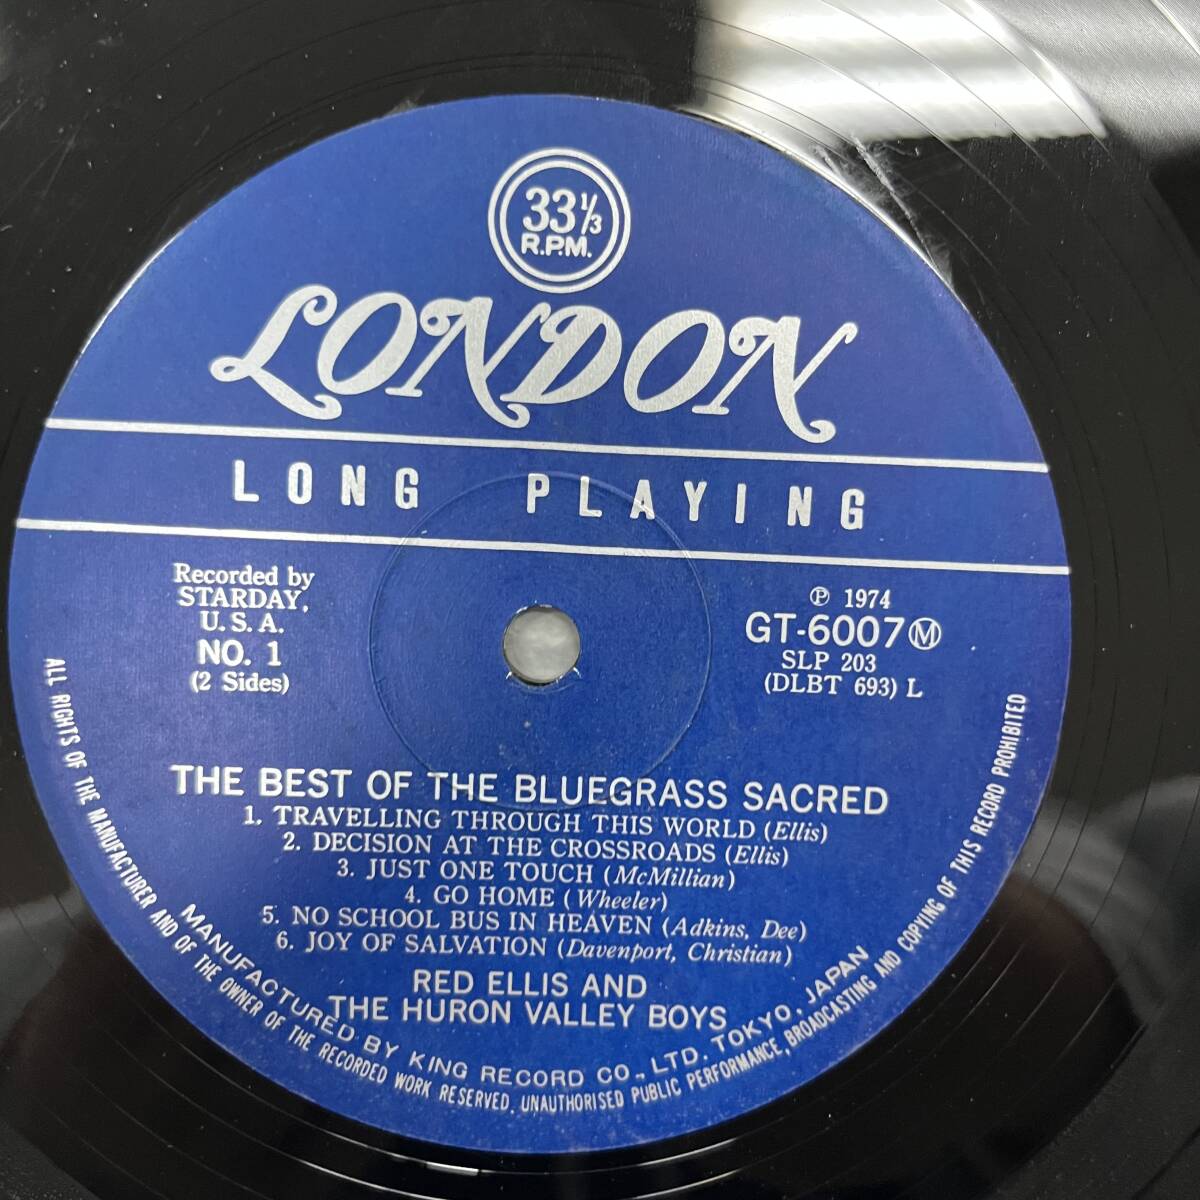 33 1/3
R.P.M.
LONDON
LONG PLAYING
Recorded by
STARDAY,
U.S.A.
NO. 1
(2 Sides)
℗ 1974
GT-6007 Ⓜ
SLP 203
(DLBT 693) L
THE BEST OF THE BLUEGRASS SACRED
1. TRAVELLING THROUGH THIS WORLD (Ellis)
2. DECISION AT THE CROSSROADS (Ellis)
3. JUST ONE TOUCH (McMillian)
4. GO HOME (Wheeler)
5. NO SCHOOL BUS IN HEAVEN (Adkins, Dee)
6. JOY OF SALVATION (Davenport, Christian)
RED ELLIS AND
THE HURON VALLEY BOYS
MANUFACTURED BY KING RECORD CO., LTD. TOKYO, JAPAN
ALL RIGHTS OF THE MANUFACTURER AND OF THE OWNER OF THE RECORDED WORK RESERVED. UNAUTHORISED PUBLIC PERFORMANCE, BROADCASTING AND COPYING OF THIS RECORD PROHIBITED